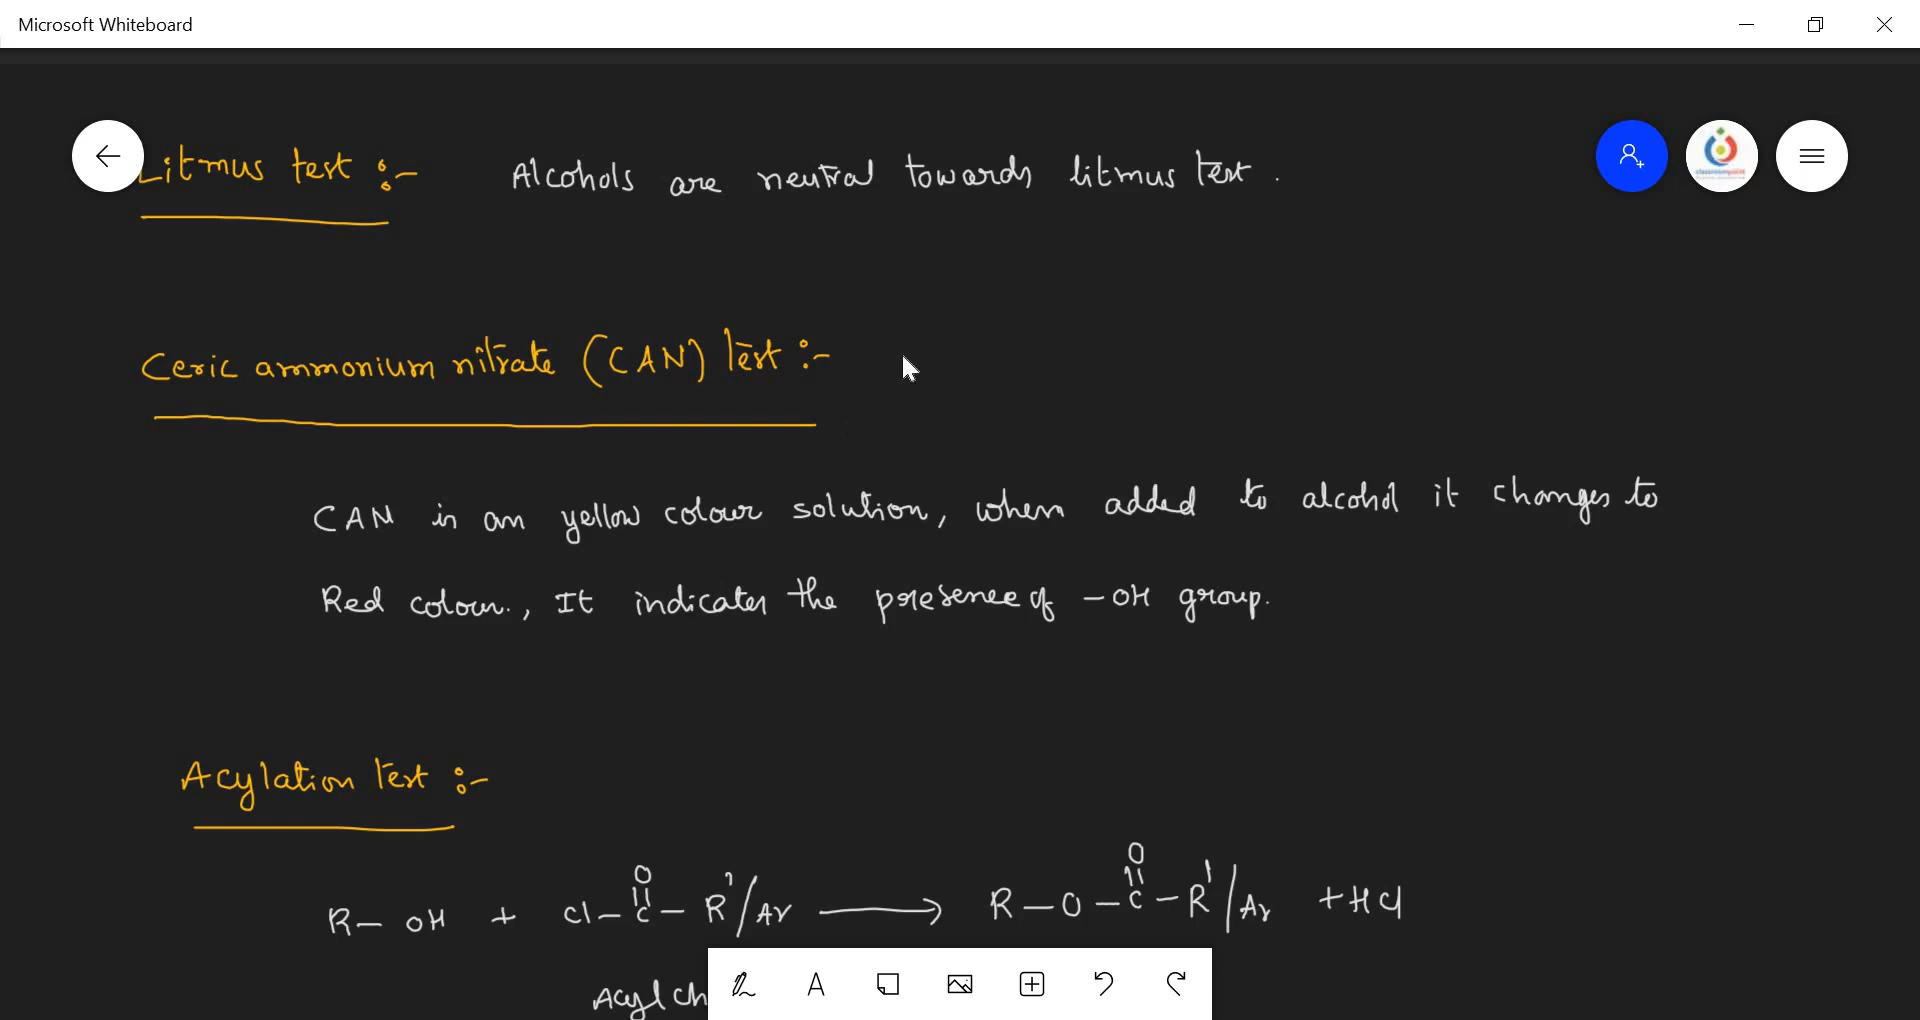 Microsoft Whiteboard
Litmus test :- Alcohols are neutral towards litmus test .
Ceric ammonium nitrate (CAN) Test :-
CAN is an yellow colour solution, when added to alcohol it changes to
Red colour., It indicates the presence of - OH group.
Acylation Test :-
O O
R - OH + Cl - C - R'/Ar → R - O - C - R'/Ar + HCl
Acyl ch